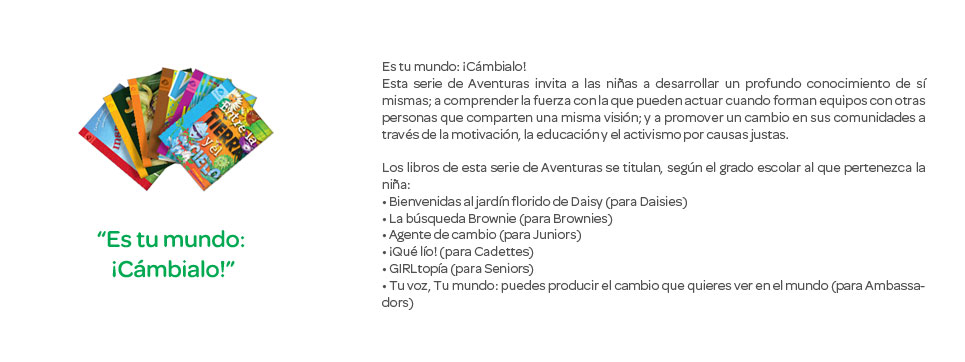 Es tu mundo: ¡Cámbialo!
Esta serie de Aventuras invita a las niñas a desarrollar un profundo conocimiento de sí
mismas; a comprender la fuerza con la que pueden actuar cuando forman equipos con otras
personas que comparten una misma visión; y a promover un cambio en sus comunidades a
través de la motivación, la educación y el activismo por causas justas.
Los libros de esta serie de Aventuras se titulan, según el grado escolar al que pertenezca la
niña:
• Bienvenidas al jardín florido de Daisy (para Daisies)
• La búsqueda Brownie (para Brownies)
• Agente de cambio (para Juniors)
• ¡Qué lío! (para Cadettes)
• GIRLtopía (para Seniors)
• Tu voz, Tu mundo: puedes producir el cambio que quieres ver en el mundo (para Ambassa-
dors)
ENTRE LA
TIERRA
y el
CIELO
“Es tu mundo:
¡Cámbialo!”